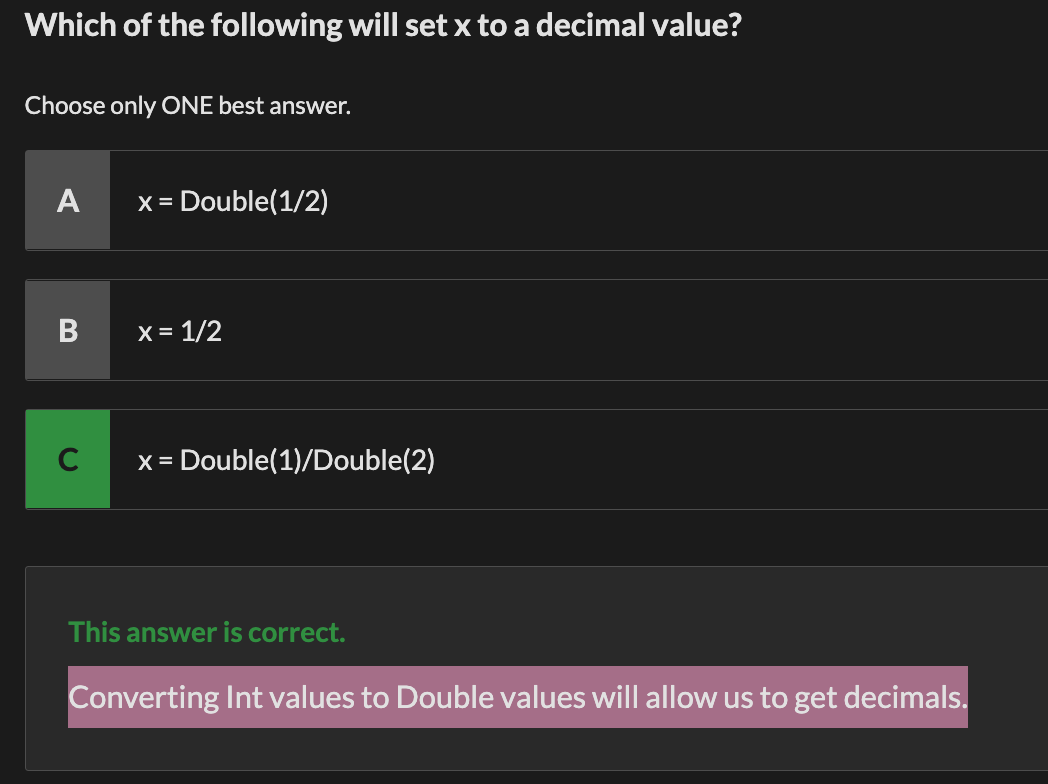 Which of the following will set x to a decimal value?
Choose only ONE best answer.
A x = Double(1/2)
B x = 1/2
C x = Double(1)/Double(2)
This answer is correct.
Converting Int values to Double values will allow us to get decimals.